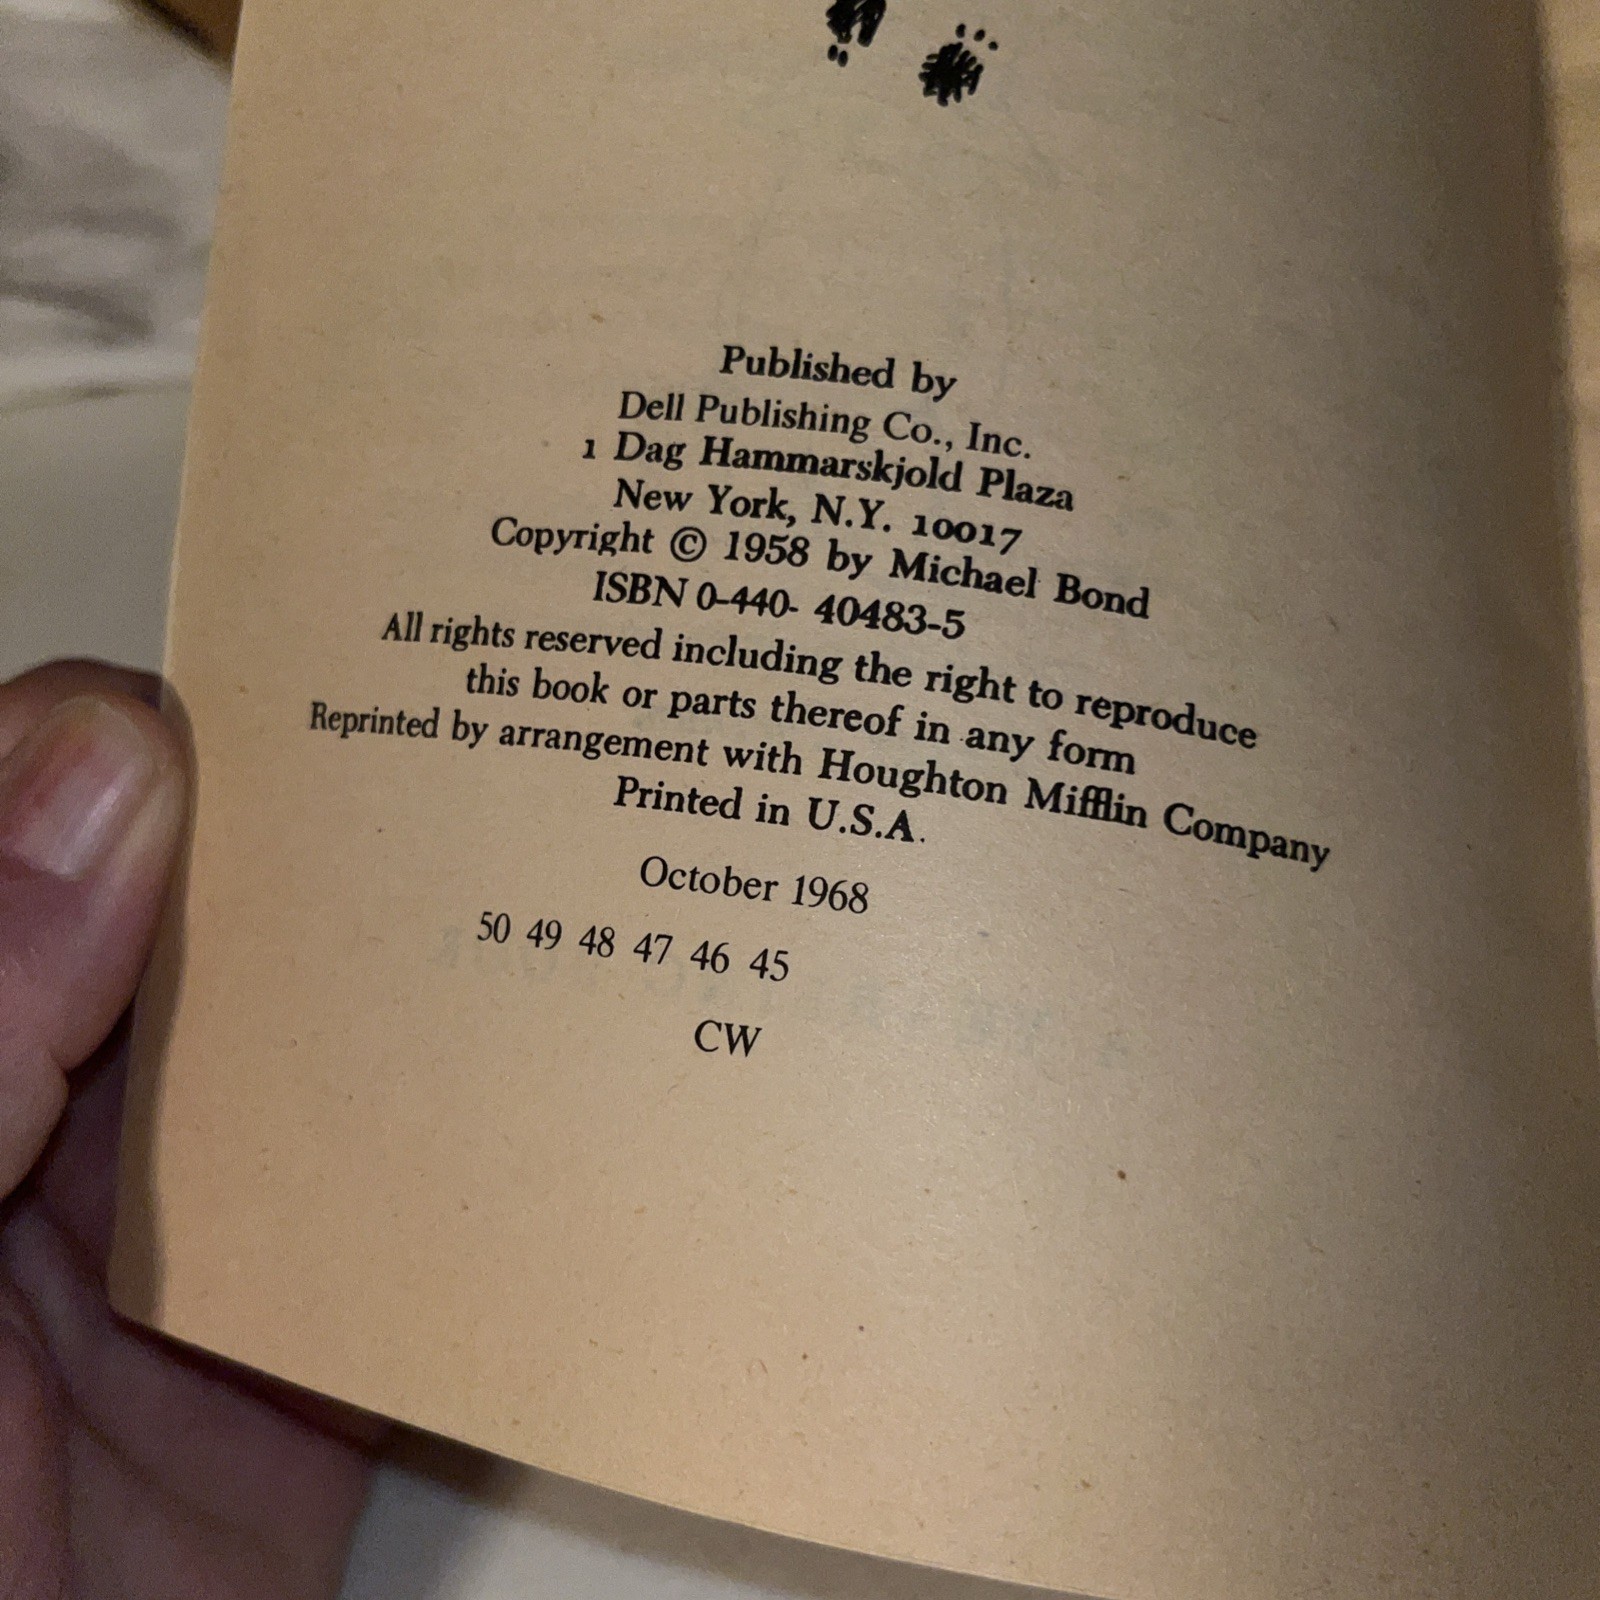 Published by
Dell Publishing Co., Inc.
1 Dag Hammarskjold Plaza
New York, N.Y. 10017
Copyright © 1958 by Michael Bond
ISBN 0-440- 40483-5
All rights reserved including the right to reproduce
this book or parts thereof in any form
Reprinted by arrangement with Houghton Mifflin Company
Printed in U.S.A.
October 1968
50 49 48 47 46 45
CW